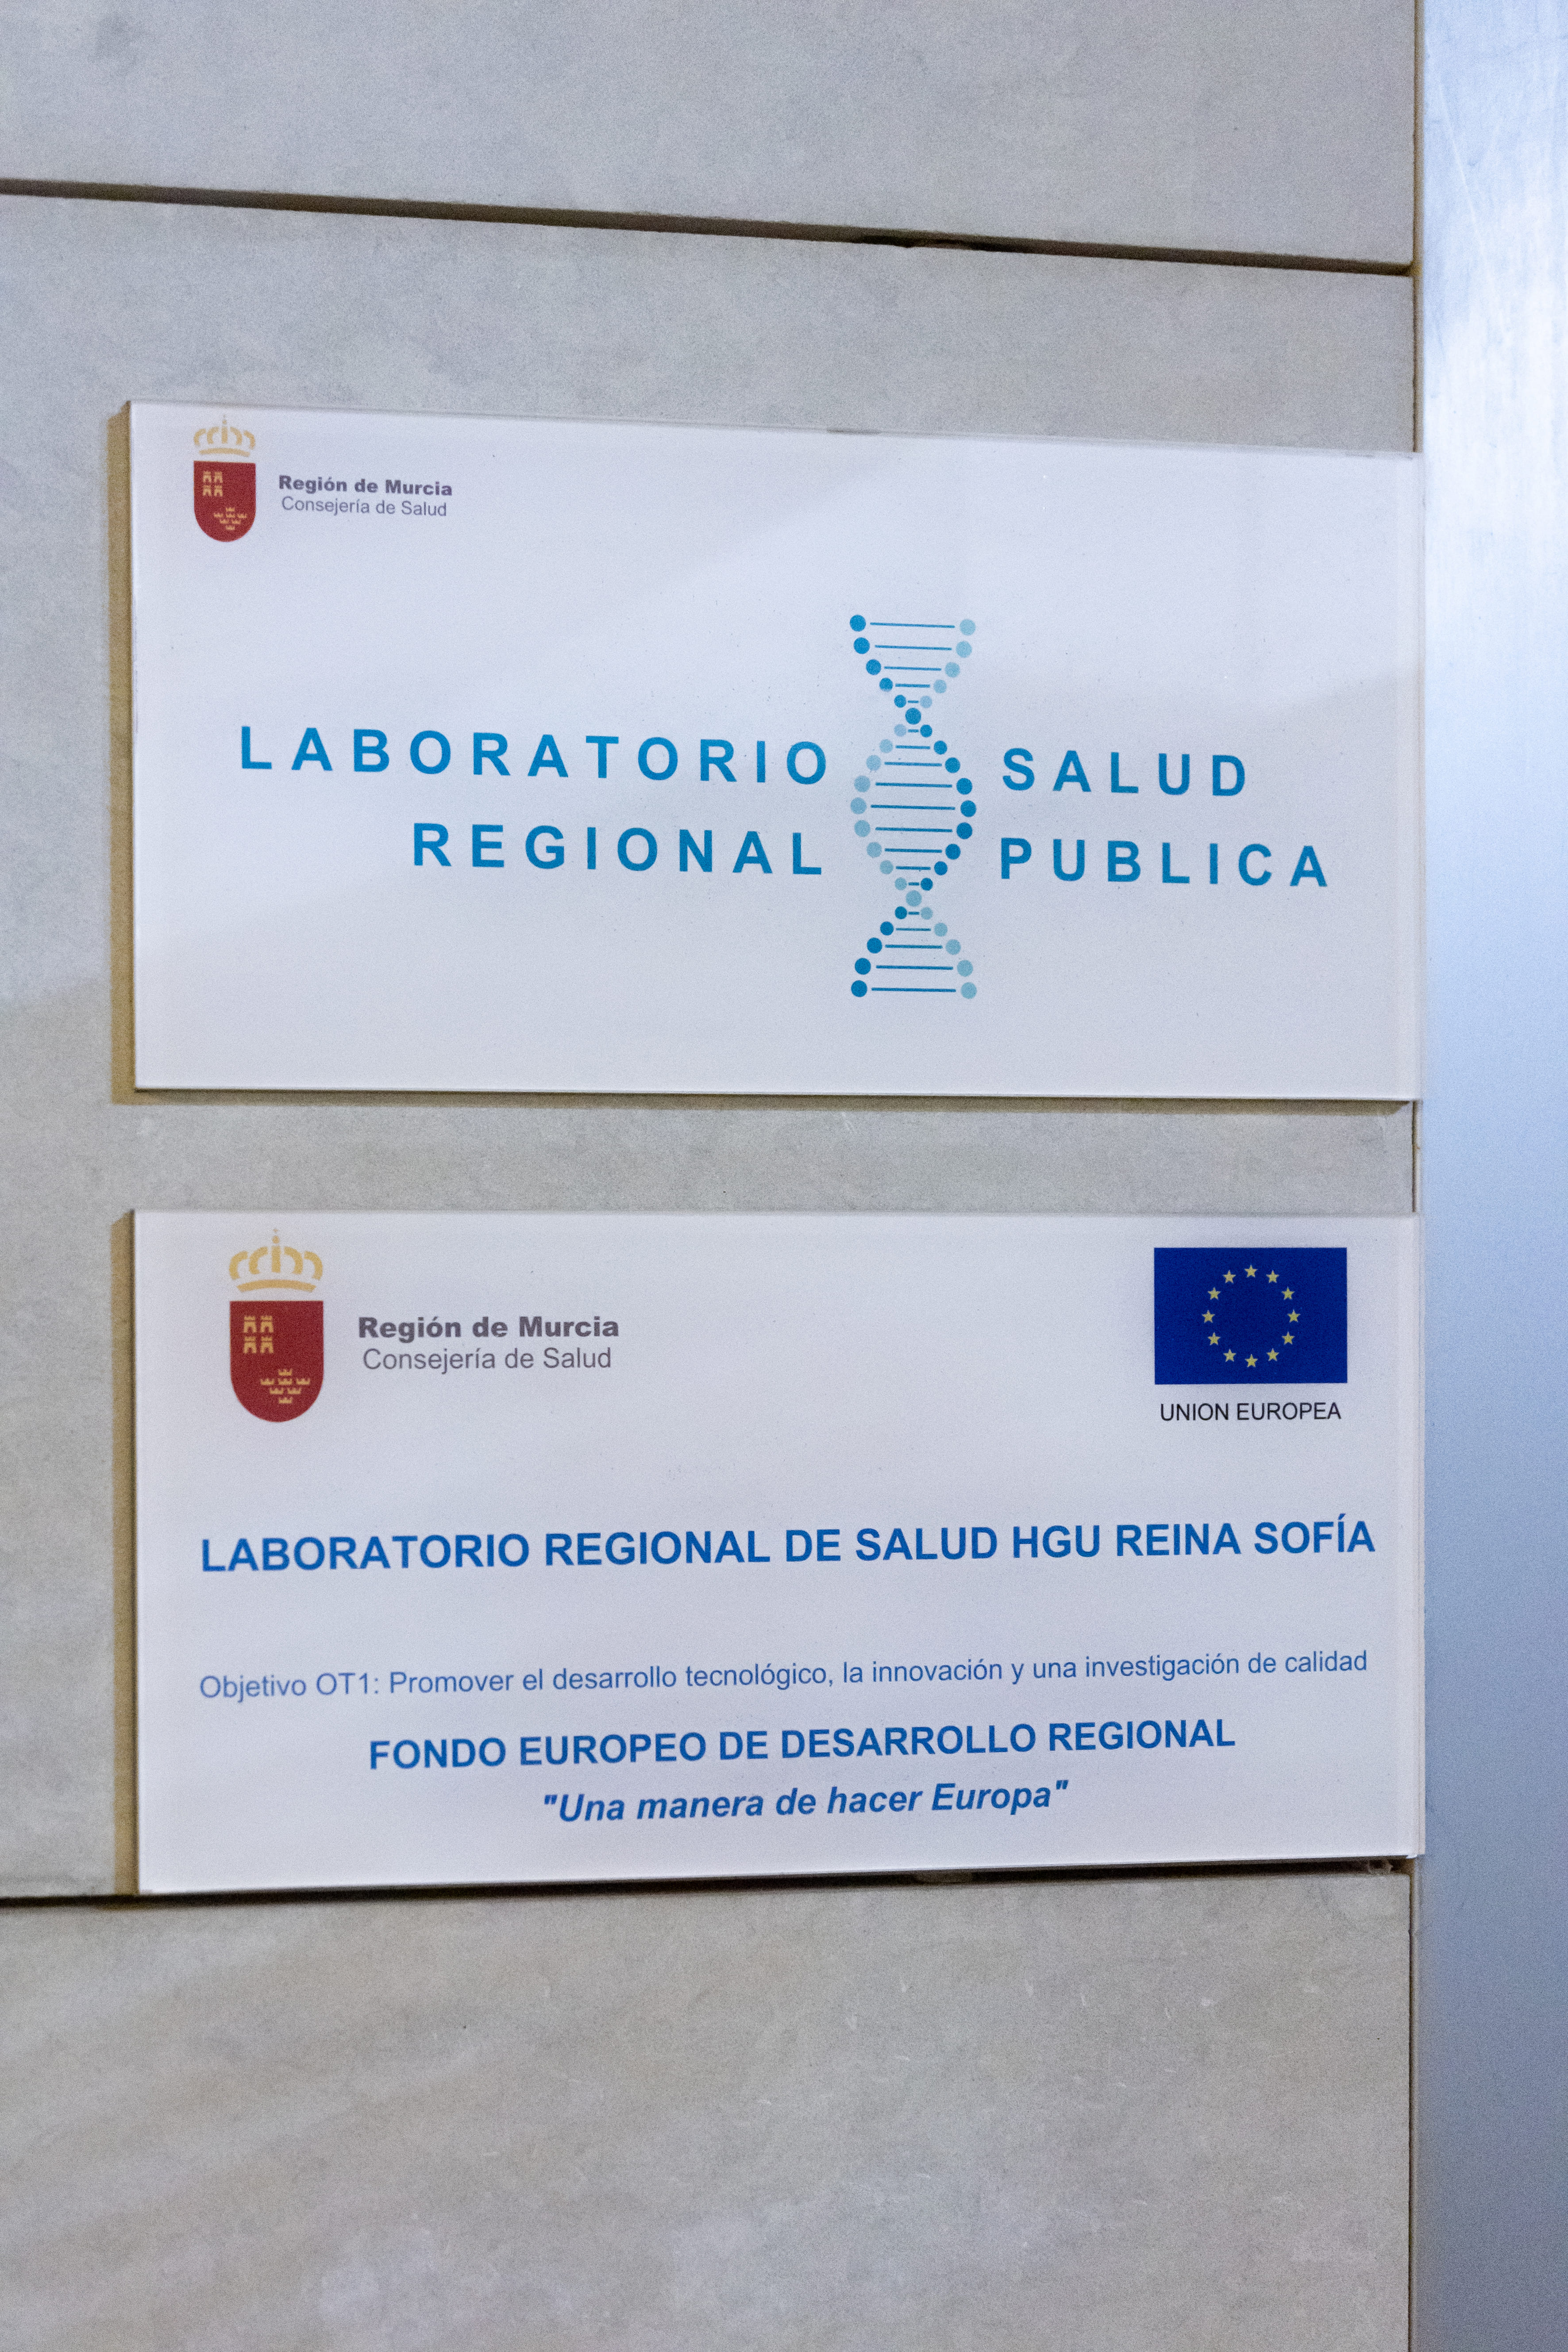 Región de Murcia
Consejería de Salud
LABORATORIO SALUD
REGIONAL PUBLICA
Región de Murcia
Consejería de Salud
UNION EUROPEA
LABORATORIO REGIONAL DE SALUD HGU REINA SOFÍA
Objetivo OT1: Promover el desarrollo tecnológico, la innovación y una investigación de calidad
FONDO EUROPEO DE DESARROLLO REGIONAL
"Una manera de hacer Europa"